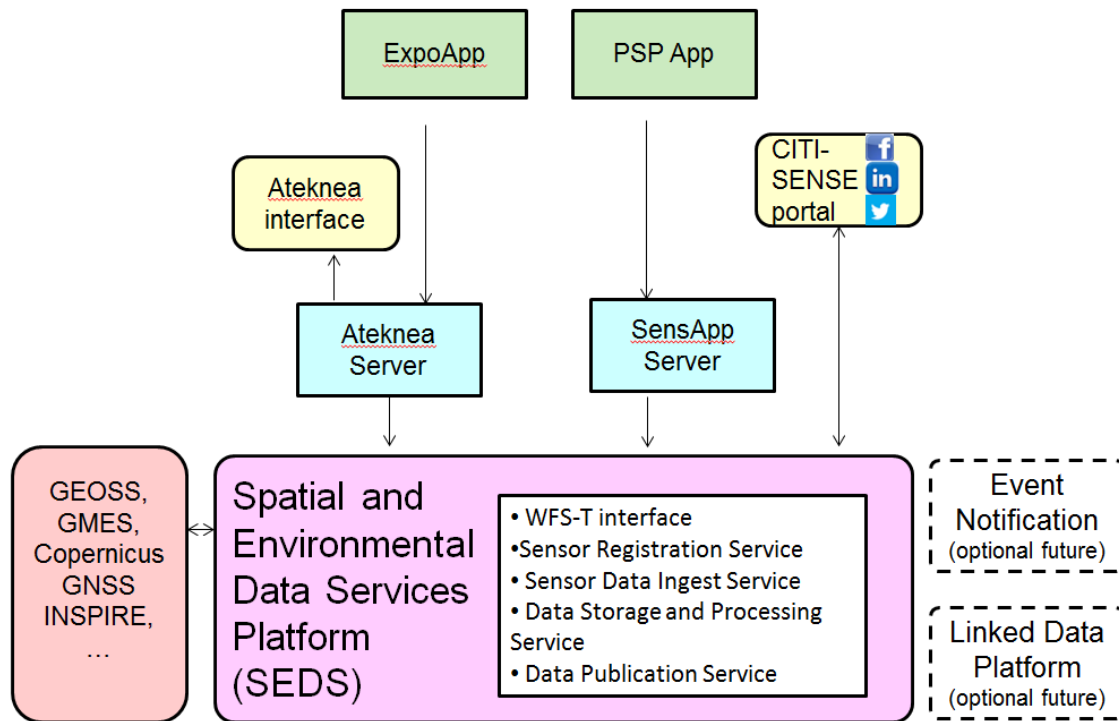 ExpoApp
PSP App
Ateknea
interface
CITI-
SENSE
portal
f
in
Ateknea
Server
SensApp
Server
GEOSS,
GMES,
Copernicus
GNSS
INSPIRE,
…
Spatial and
Environmental
Data Services
Platform
(SEDS)
• WFS-T interface
•Sensor Registration Service
• Sensor Data Ingest Service
• Data Storage and Processing
Service
• Data Publication Service
Event
Notification
(optional future)
Linked Data
Platform
(optional future)